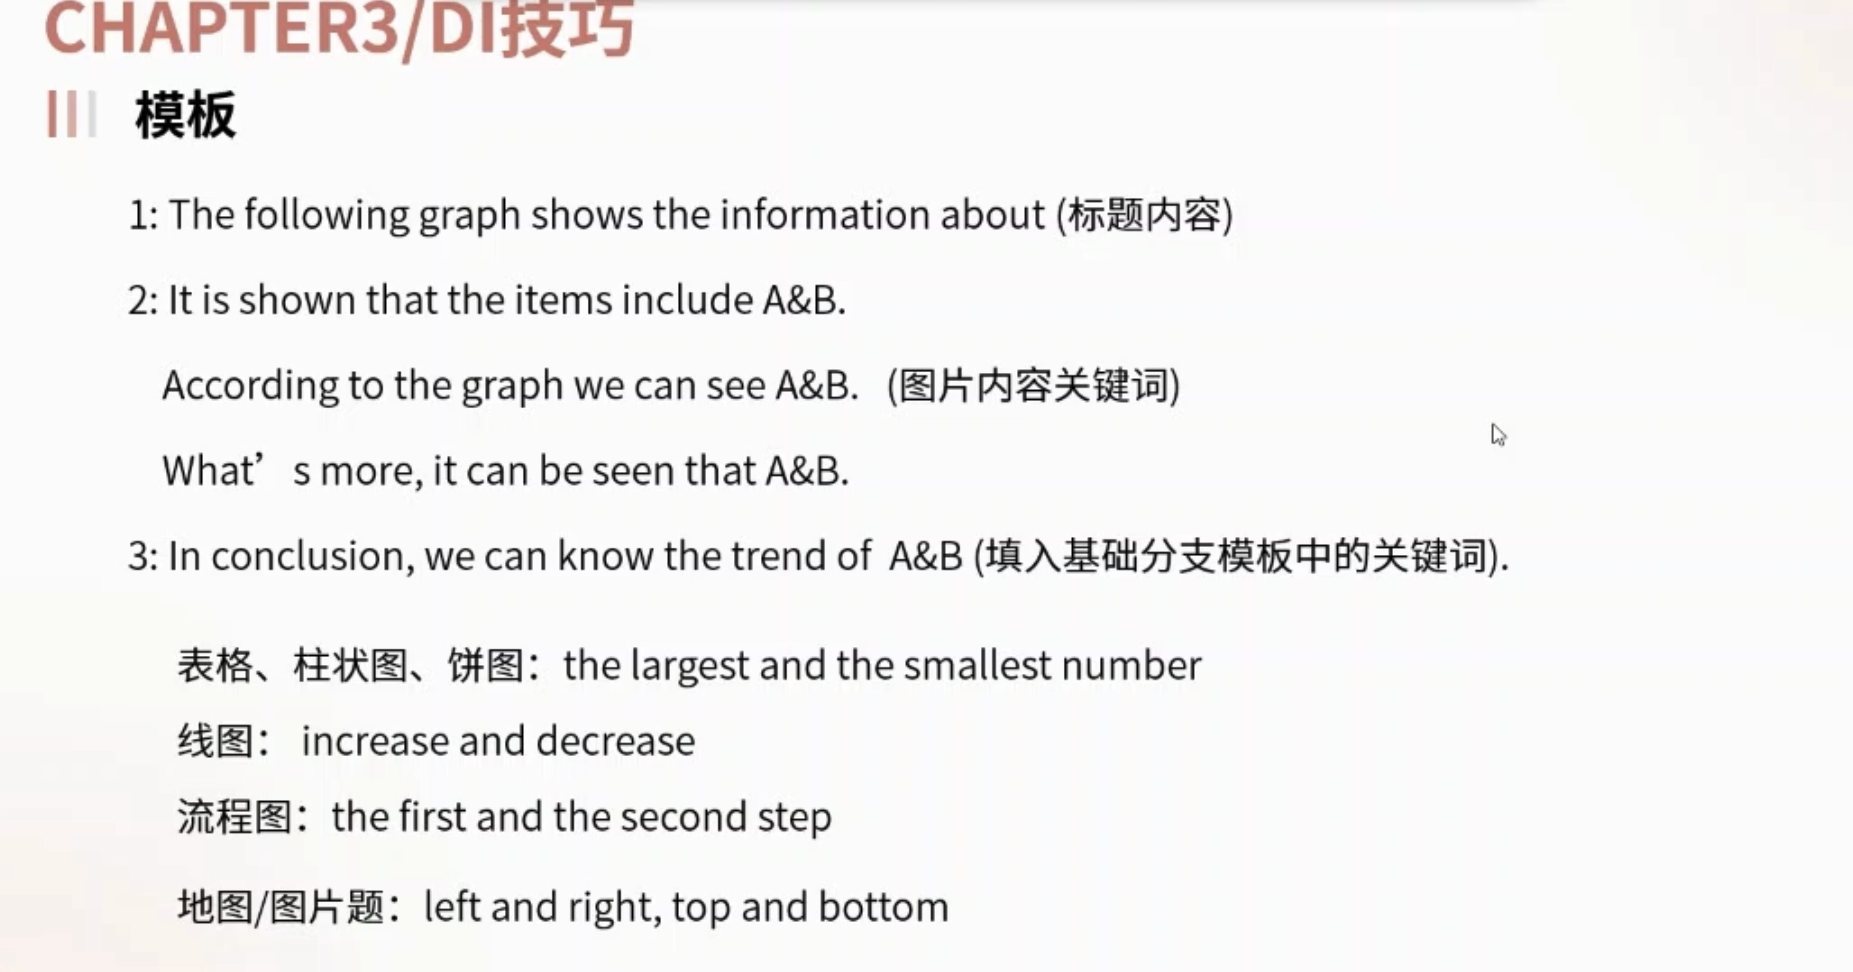 CHAPTER3/DI技巧
模板
1: The following graph shows the information about (标题内容)
2: It is shown that the items include A&B.
According to the graph we can see A&B. (图片内容关键词)
What’s more, it can be seen that A&B.
3: In conclusion, we can know the trend of A&B (填入基础分支模板中的关键词).
表格、柱状图、饼图：the largest and the smallest number
线图： increase and decrease
流程图：the first and the second step
地图/图片题：left and right, top and bottom